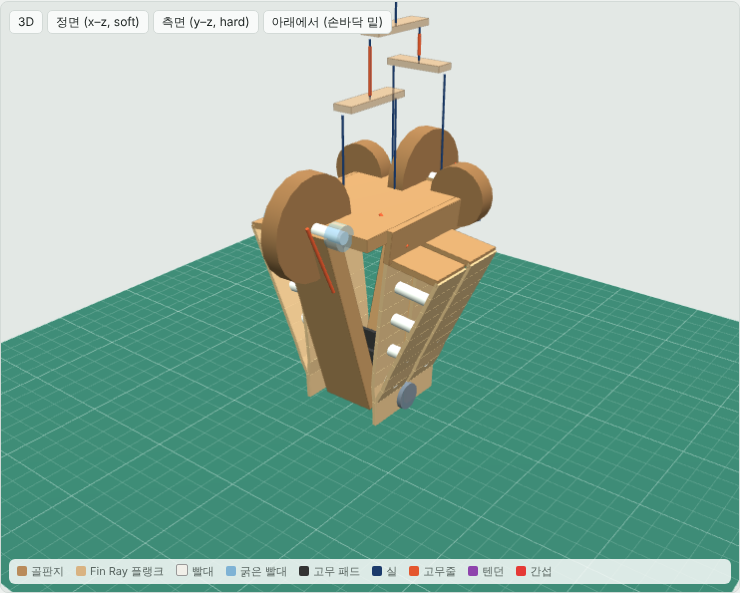 3D 정면 (x–z, soft) 측면 (y–z, hard) 아래에서 (손바닥 밑)
골판지 Fin Ray 플랭크 빨대 굵은 빨대 고무 패드 실 고무줄 텐던 간섭